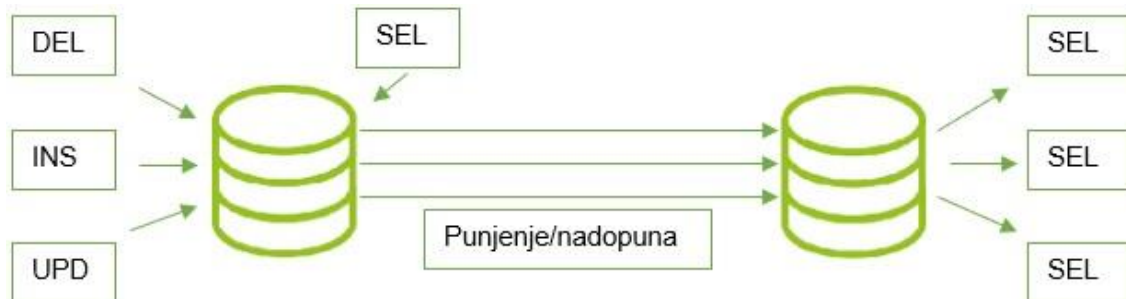 DEL
SEL
SEL
INS
SEL
Punjenje/nadopuna
UPD
SEL